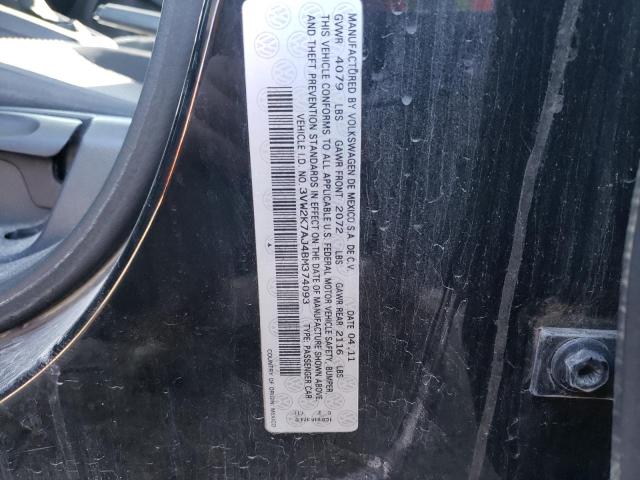 MANUFACTURED BY VOLKSWAGEN DE MEXICO S.A. DE C.V. DATE 04.11
GVWR 4079 LBS GAWR FRONT 2072 LBS GAWR REAR 2116 LBS
THIS VEHICLE CONFORMS TO ALL APPLICABLE U.S. FEDERAL MOTOR VEHICLE SAFETY, BUMPER,
AND THEFT PREVENTION STANDARDS IN EFFECT ON THE DATE OF MANUFACTURE SHOWN ABOVE.
VEHICLE I.D. NO. 3VW2K7AJ4BM374093 TYPE: PASSENGER CAR
COUNTRY OF ORIGIN: MEXICO